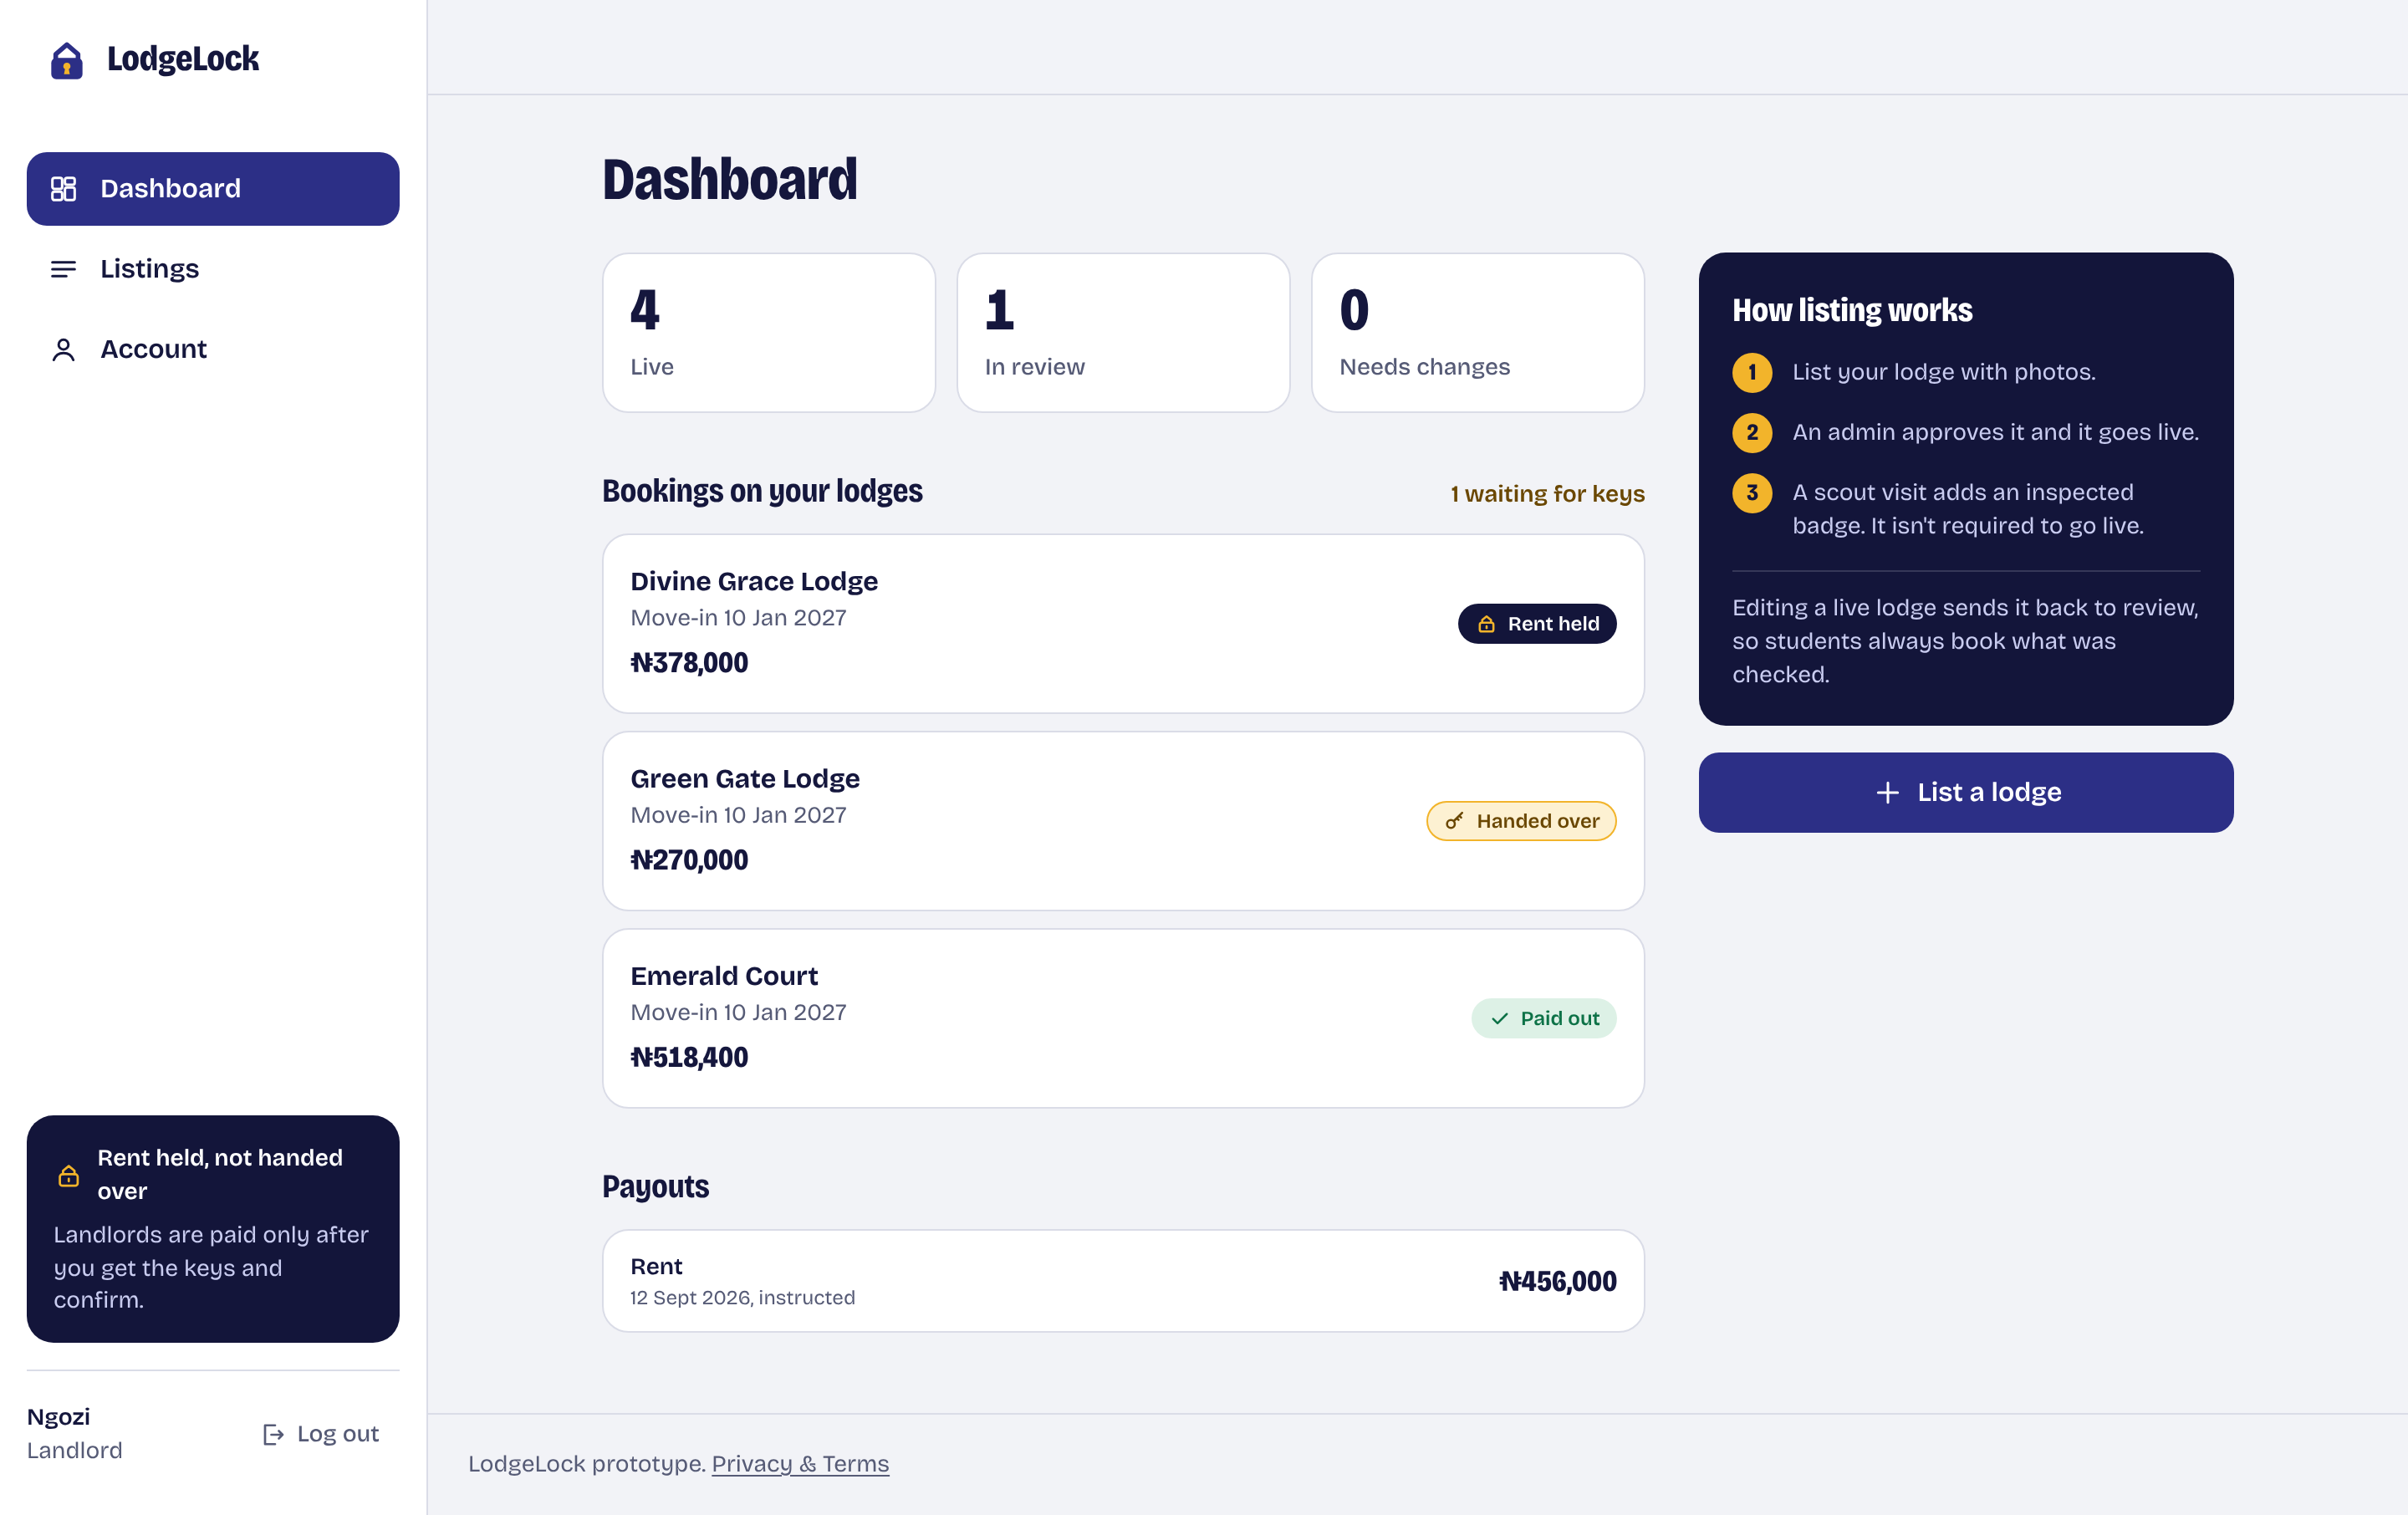 LodgeLock
Dashboard
Listings
Account
Rent held, not handed
over
Landlords are paid only after
you get the keys and
confirm.
Ngozi
Landlord
Log out
Dashboard
4
Live
1
In review
0
Needs changes
Bookings on your lodges
1 waiting for keys
Divine Grace Lodge
Move-in 10 Jan 2027
₦378,000
Rent held
Green Gate Lodge
Move-in 10 Jan 2027
₦270,000
Handed over
Emerald Court
Move-in 10 Jan 2027
₦518,400
Paid out
Payouts
Rent
12 Sept 2026, instructed
₦456,000
How listing works
1 List your lodge with photos.
2 An admin approves it and it goes live.
3 A scout visit adds an inspected
badge. It isn't required to go live.
Editing a live lodge sends it back to review,
so students always book what was
checked.
+ List a lodge
LodgeLock prototype. Privacy & Terms